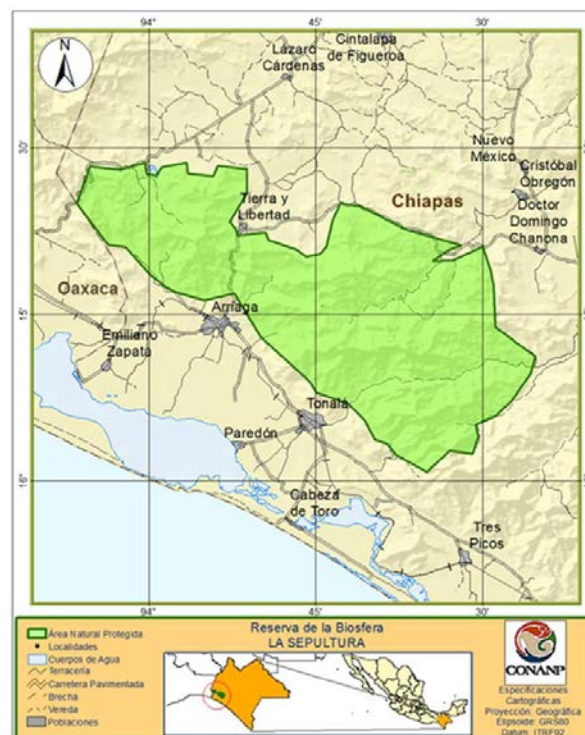 94°
45'
30'
N
Lázaro
Cárdenas
Cintalapa
de Figueroa
30'
30'
Nuevo
México
Cristóbal
Obregón
Doctor
Domingo
Chanona
Tierra y
Libertad
Chiapas
Oaxaca
15'
15'
Arriaga
Emiliano
Zapata
Tonalá
Paredón
16°
16°
Cabeza
de Toro
Tres
Picos
94°
45'
30'
Área Natural Protegida
Localidades
Cuerpos de Agua
Terracería
Carretera Pavimentada
Brecha
Vereda
Poblaciones
Reserva de la Biosfera
LA SEPULTURA
CONANP
Especificaciones
Cartográficas
Proyección: Geográfica
Elipsoide: GRS80
Datum: ITRF92